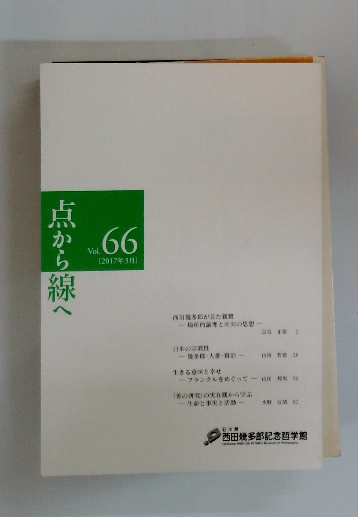 点から線へ
Vol. 66
[2017年3月]
西田幾多郎が見た親鸞
― 場所的論理と回向の思想 ―
2
日本の宗教性
― 幾多郎・大拙・賢治 ―
生きる意味と幸せ
― フランクルをめぐって ―
『善の研究』の実在観から学ぶ
― 生命と事実と活動 ―
石川県
西田幾多郎記念哲学館